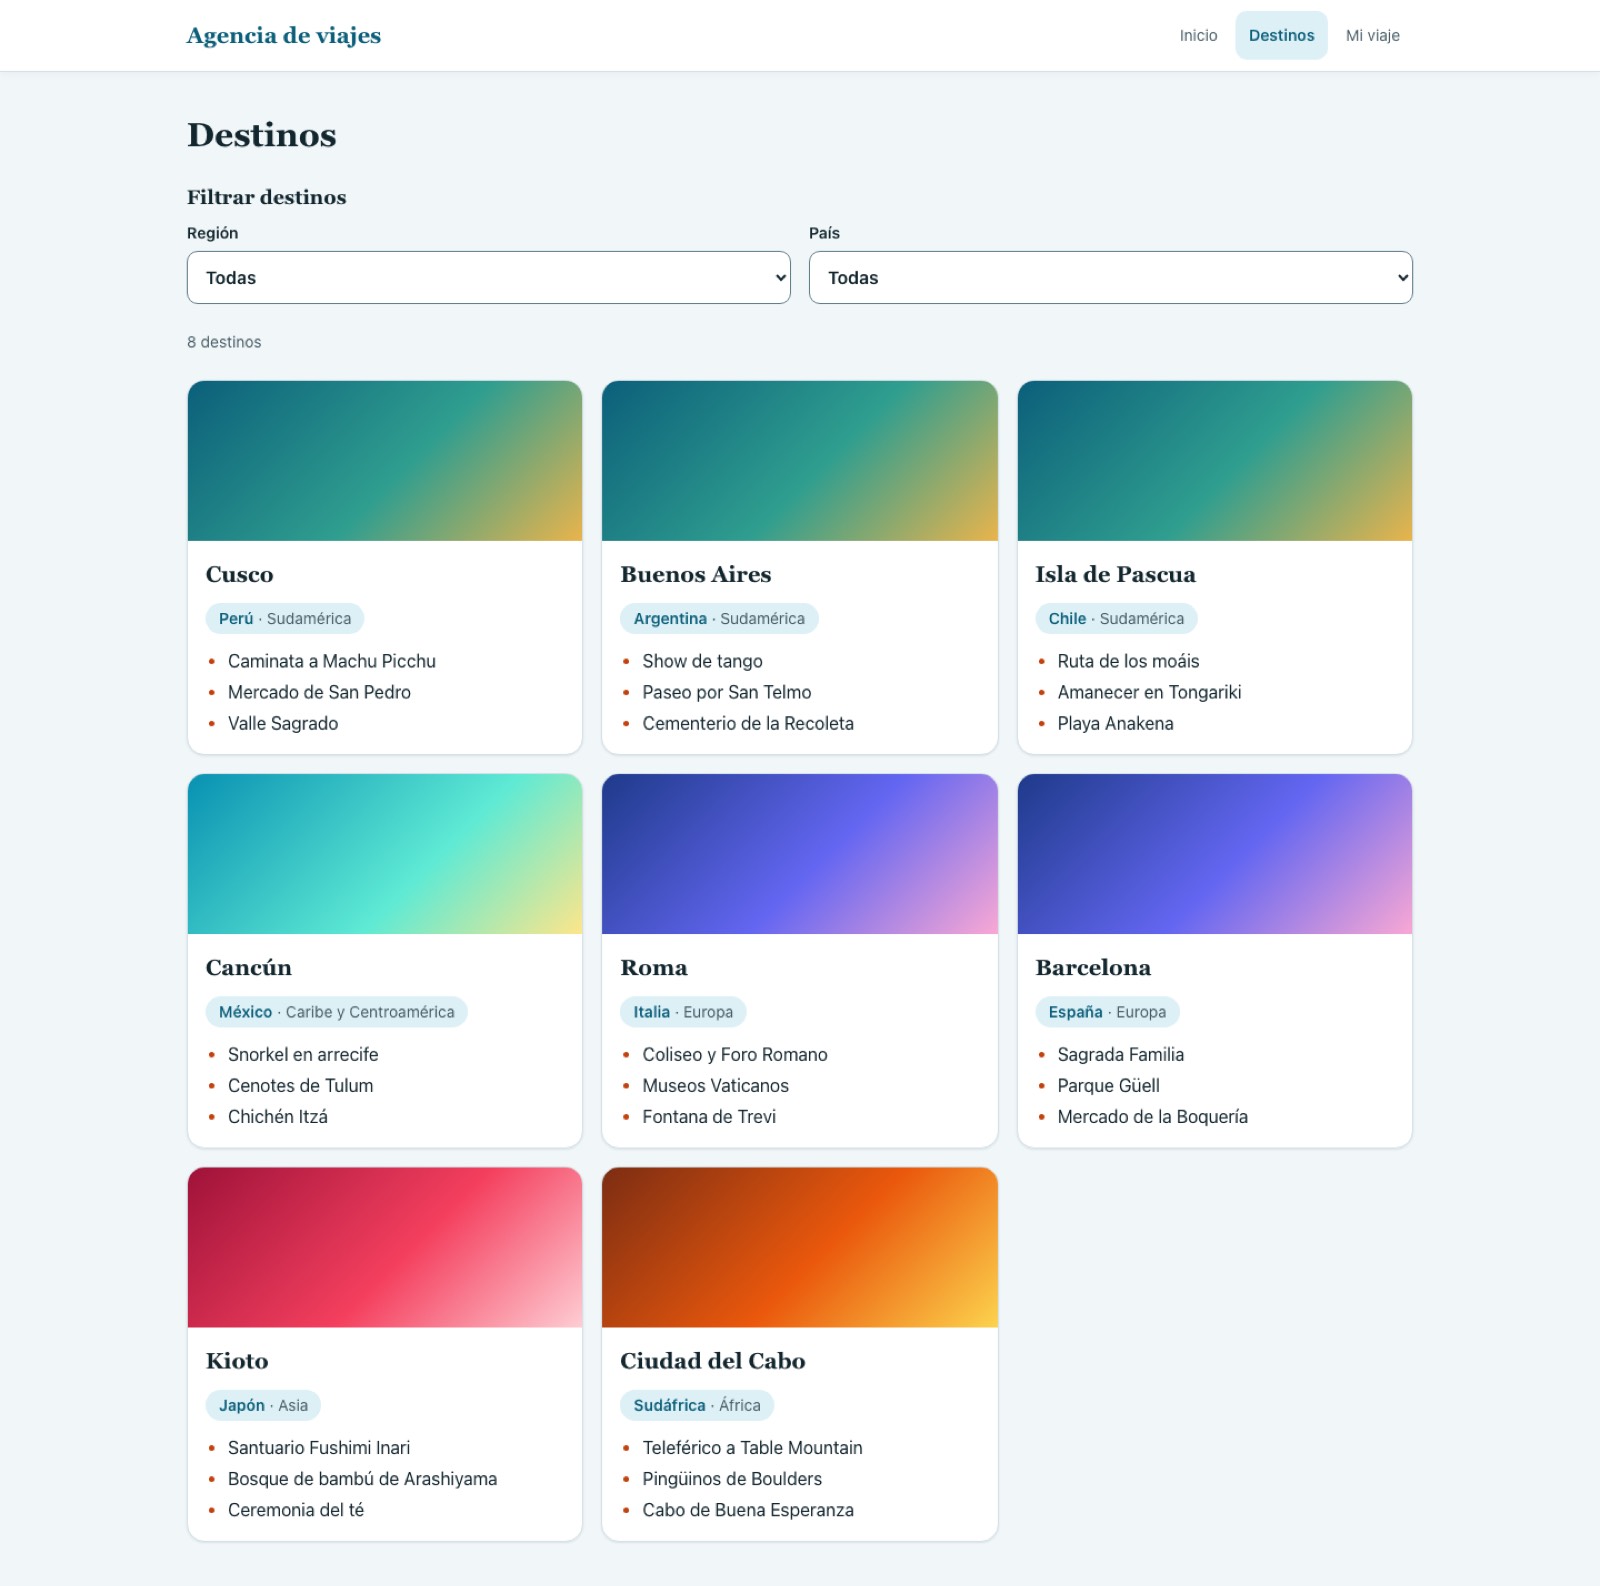 Agencia de viajes
Inicio
Destinos
Mi viaje
Destinos
Filtrar destinos
Región
País
Todas
Todas
8 destinos
Cusco
Perú · Sudamérica
Caminata a Machu Picchu
Mercado de San Pedro
Valle Sagrado
Buenos Aires
Argentina · Sudamérica
Show de tango
Paseo por San Telmo
Cementerio de la Recoleta
Isla de Pascua
Chile · Sudamérica
Ruta de los moáis
Amanecer en Tongariki
Playa Anakena
Cancún
México · Caribe y Centroamérica
Snorkel en arrecife
Cenotes de Tulum
Chichén Itzá
Roma
Italia · Europa
Coliseo y Foro Romano
Museos Vaticanos
Fontana de Trevi
Barcelona
España · Europa
Sagrada Familia
Parque Güell
Mercado de la Boquería
Kioto
Japón · Asia
Santuario Fushimi Inari
Bosque de bambú de Arashiyama
Ceremonia del té
Ciudad del Cabo
Sudáfrica · África
Teleférico a Table Mountain
Pingüinos de Boulders
Cabo de Buena Esperanza